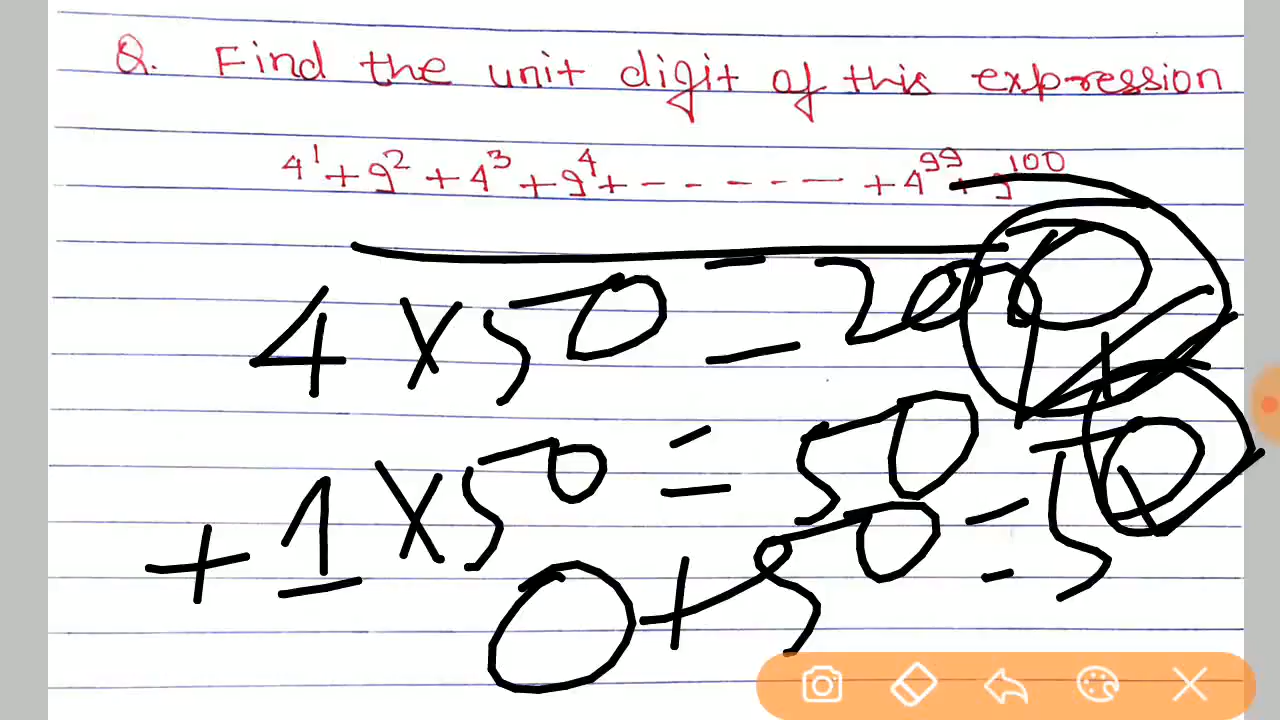 Q. Find the unit digit of this expression
4¹ + 9² + 4³ + 9⁴ + - - - - - - + 4⁹⁹ + 9¹⁰⁰
4 x 50 = 200
+ 1 x 50 = 50
0 + 50 = 50